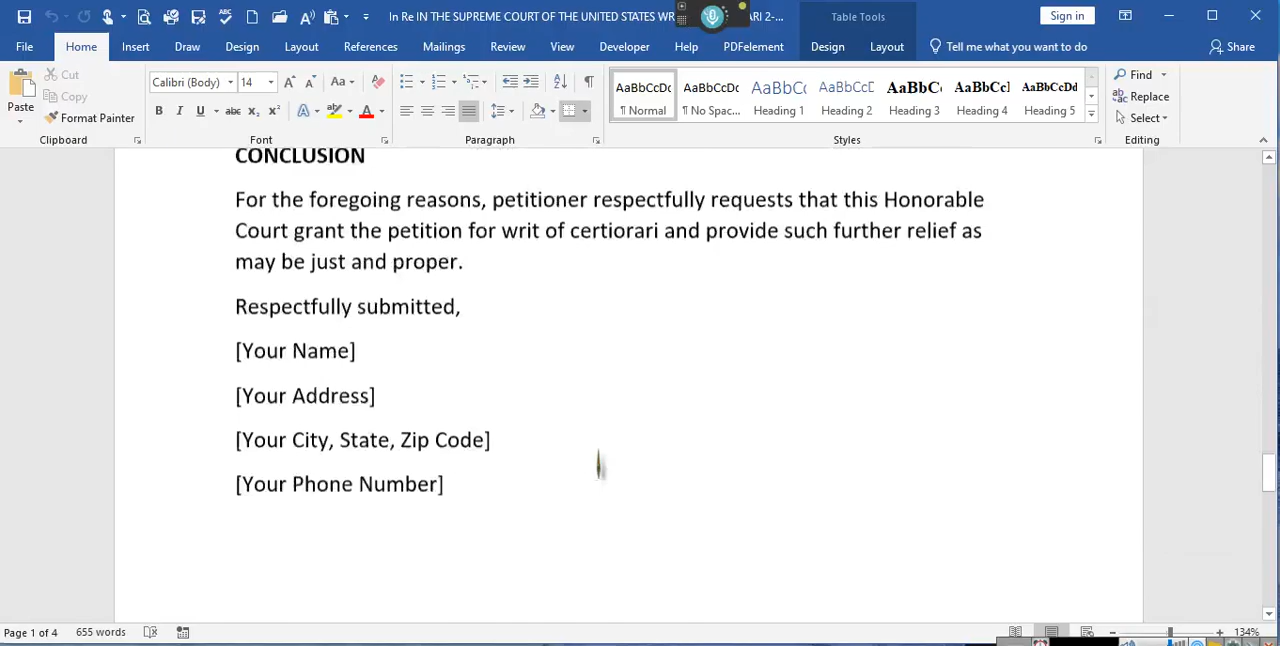 In Re IN THE SUPREME COURT OF THE UNITED STATES WR
ARI 2-...
Table Tools
Sign in
File
Home
Insert
Draw
Design
Layout
References
Mailings
Review
View
Developer
Help
PDFelement
Design
Layout
Tell me what you want to do
Share
Paste
Cut
Copy
Format Painter
Clipboard
Calibri (Body)
14
Font
Paragraph
AaBbCcDc
¶ Normal
AaBbCcDc
¶ No Spac...
AaBbCc
Heading 1
AaBbCcD
Heading 2
AaBbCc
Heading 3
AaBbCcl
Heading 4
AaBbCcDd
Heading 5
Styles
Find
Replace
Select
Editing
CONCLUSION
For the foregoing reasons, petitioner respectfully requests that this Honorable
Court grant the petition for writ of certiorari and provide such further relief as
may be just and proper.
Respectfully submitted,
[Your Name]
[Your Address]
[Your City, State, Zip Code]
[Your Phone Number]
Page 1 of 4
655 words
134%